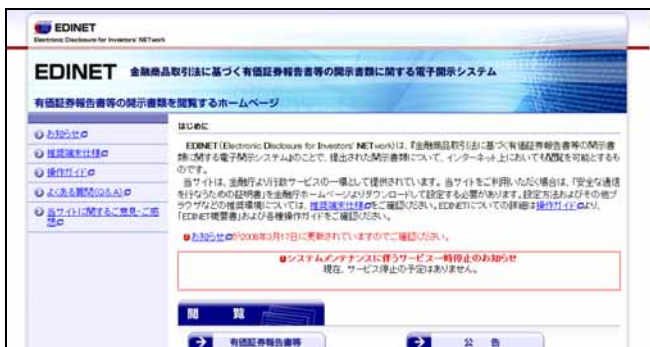 EDINET
Electronic Disclosure for Investors' NETwork
EDINET 金融商品取引法に基づく有価証券報告書等の開示書類に関する電子開示システム
有価証券報告書等の開示書類を閲覧するホームページ
お知らせ
推奨端末仕様
操作ガイド
よくある質問(Q&A)
当サイトに関するご意見・ご感
想
はじめに
EDINET(Electronic Disclosure for Investors' NETwork)は、『金融商品取引法に基づく有価証券報告書等の開示書
類に関する電子開示システム』のことで、提出された開示書類について、インターネット上においても閲覧を可能とするも
のです。
当サイトは、金融庁より行政サービスの一環として提供されています。当サイトをご利用いただく場合は、「安全な通信
を行なうための証明書」を金融庁ホームページよりダウンロードして設定する必要があります。設定方法およびその他ブ
ラウザなどの推奨環境については、推奨端末仕様をご確認ください。EDINETについての詳細は操作ガイドより、
「EDINET概要書」および各種操作ガイドをご確認ください。
お知らせが2008年3月17日に更新されていますのでご確認ください。
システムメンテナンスに伴うサービス一時停止のお知らせ
現在、サービス停止の予定はありません。
閲 覧
有価証券報告書等
公 告